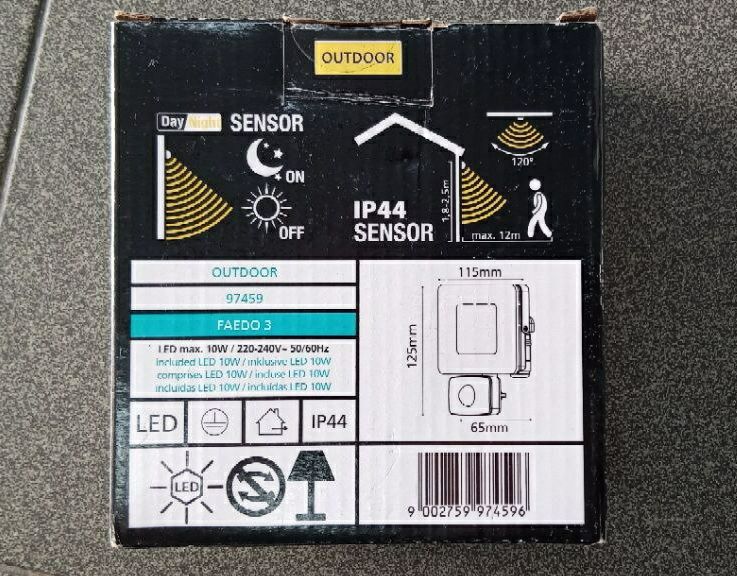 OUTDOOR
Day Night SENSOR
ON
OFF
120°
IP44
SENSOR
1,8-2,5m
max. 12m
OUTDOOR
97459
FAEDO 3
LED max. 10W / 220-240V~ 50/60Hz
included LED 10W / inklusive LED 10W
comprises LED 10W / incluse LED 10W
incluidas LED 10W / incluídas LED 10W
LED
IP44
115mm
125mm
65mm
LED
9 002759 974596